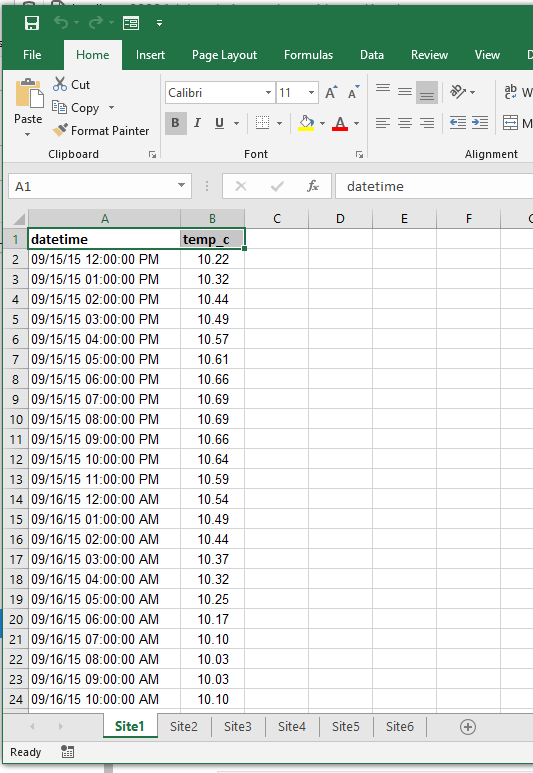 File Home Insert Page Layout Formulas Data Review View
Cut
Copy
Paste
Format Painter
Calibri 11 A A
B I U A
ab
c
W
M
Clipboard Font Alignment
A1 fx datetime
A B C D E F
1 datetime temp_c
2 09/15/15 12:00:00 PM 10.22
3 09/15/15 01:00:00 PM 10.32
4 09/15/15 02:00:00 PM 10.44
5 09/15/15 03:00:00 PM 10.49
6 09/15/15 04:00:00 PM 10.57
7 09/15/15 05:00:00 PM 10.61
8 09/15/15 06:00:00 PM 10.66
9 09/15/15 07:00:00 PM 10.69
10 09/15/15 08:00:00 PM 10.69
11 09/15/15 09:00:00 PM 10.66
12 09/15/15 10:00:00 PM 10.64
13 09/15/15 11:00:00 PM 10.59
14 09/16/15 12:00:00 AM 10.54
15 09/16/15 01:00:00 AM 10.49
16 09/16/15 02:00:00 AM 10.44
17 09/16/15 03:00:00 AM 10.37
18 09/16/15 04:00:00 AM 10.32
19 09/16/15 05:00:00 AM 10.25
20 09/16/15 06:00:00 AM 10.17
21 09/16/15 07:00:00 AM 10.10
22 09/16/15 08:00:00 AM 10.03
23 09/16/15 09:00:00 AM 10.03
24 09/16/15 10:00:00 AM 10.10
Site1 Site2 Site3 Site4 Site5 Site6
Ready